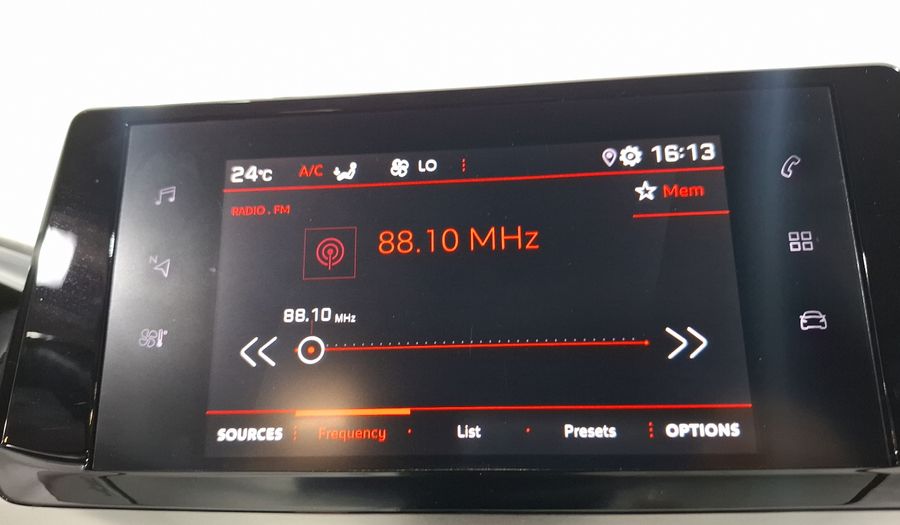 24°C A/C LO 16:13
Mem
RADIO . FM
88.10 MHz
88.10 MHz
N
SOURCES Frequency List Presets OPTIONS